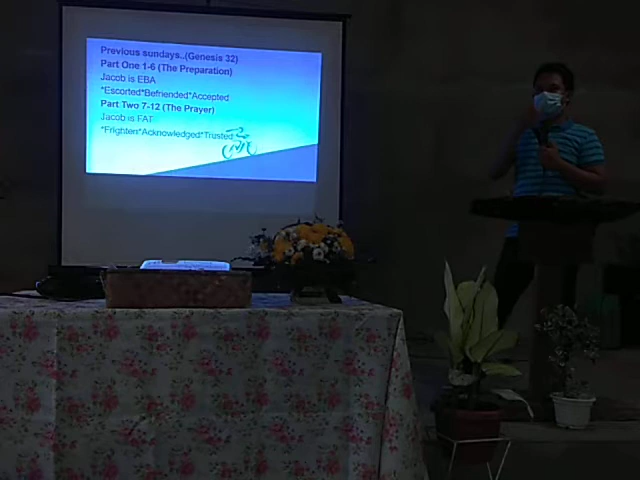 Previous sundays..(Genesis 32)
Part One 1-6 (The Preparation)
Jacob is EBA
*Escorted*Befriended*Accepted
Part Two 7-12 (The Prayer)
Jacob is FAT
*Frighten*Acknowledged*Trusted